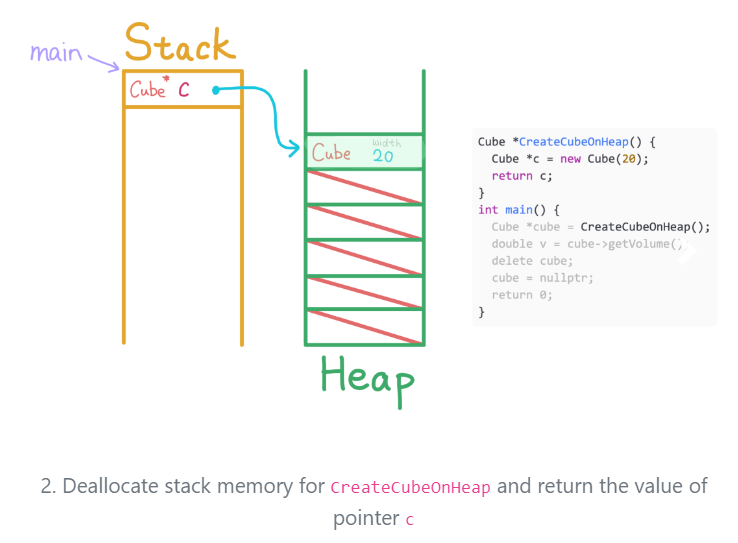 Stack
main
Cube* c
Cube width 20
Heap
Cube *CreateCubeOnHeap() {
  Cube *c = new Cube(20);
  return c;
}
int main() {
  Cube *cube = CreateCubeOnHeap();
  double v = cube->getVolume()
  delete cube;
  cube = nullptr;
  return 0;
}
2. Deallocate stack memory for CreateCubeOnHeap and return the value of
pointer c